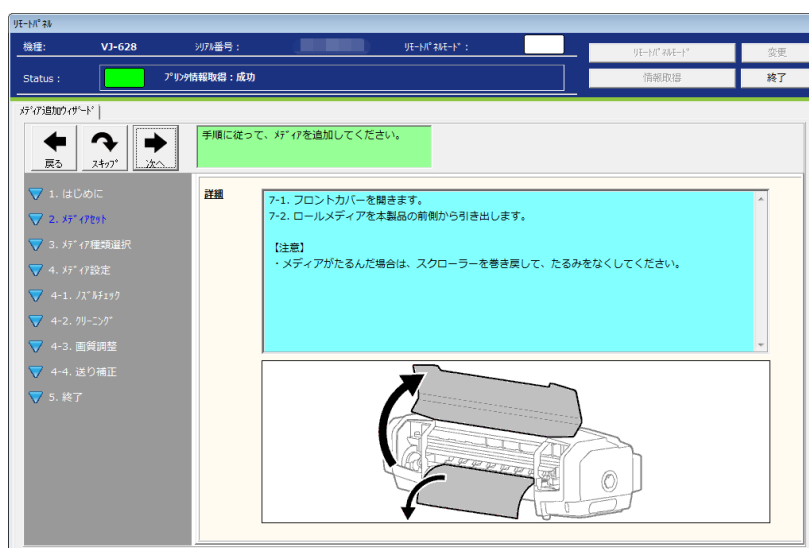 ﾘﾓｰﾄﾊﾟﾈﾙ
機種: VJ-628 ｼﾘｱﾙ番号： ﾘﾓｰﾄﾊﾟﾈﾙﾓｰﾄﾞ： ﾘﾓｰﾄﾊﾟﾈﾙﾓｰﾄﾞ 変更
Status： ﾌﾟﾘﾝﾀ情報取得：成功 情報取得 終了
ﾒﾃﾞｨｱ追加ｳｨｻﾞｰﾄﾞ
戻る ｽｷｯﾌﾟ 次へ
手順に従って、ﾒﾃﾞｨｱを追加してください。
1. はじめに
2. ﾒﾃﾞｨｱｾｯﾄ
3. ﾒﾃﾞｨｱ種類選択
4. ﾒﾃﾞｨｱ設定
4-1. ﾉｽﾞﾙﾁｪｯｸ
4-2. ｸﾘｰﾆﾝｸﾞ
4-3. 画質調整
4-4. 送り補正
5. 終了
詳細
7-1. フロントカバーを開きます。
7-2. ロールメディアを本製品の前側から引き出します。
【注意】
・メディアがたるんだ場合は、スクローラーを巻き戻して、たるみをなくしてください。